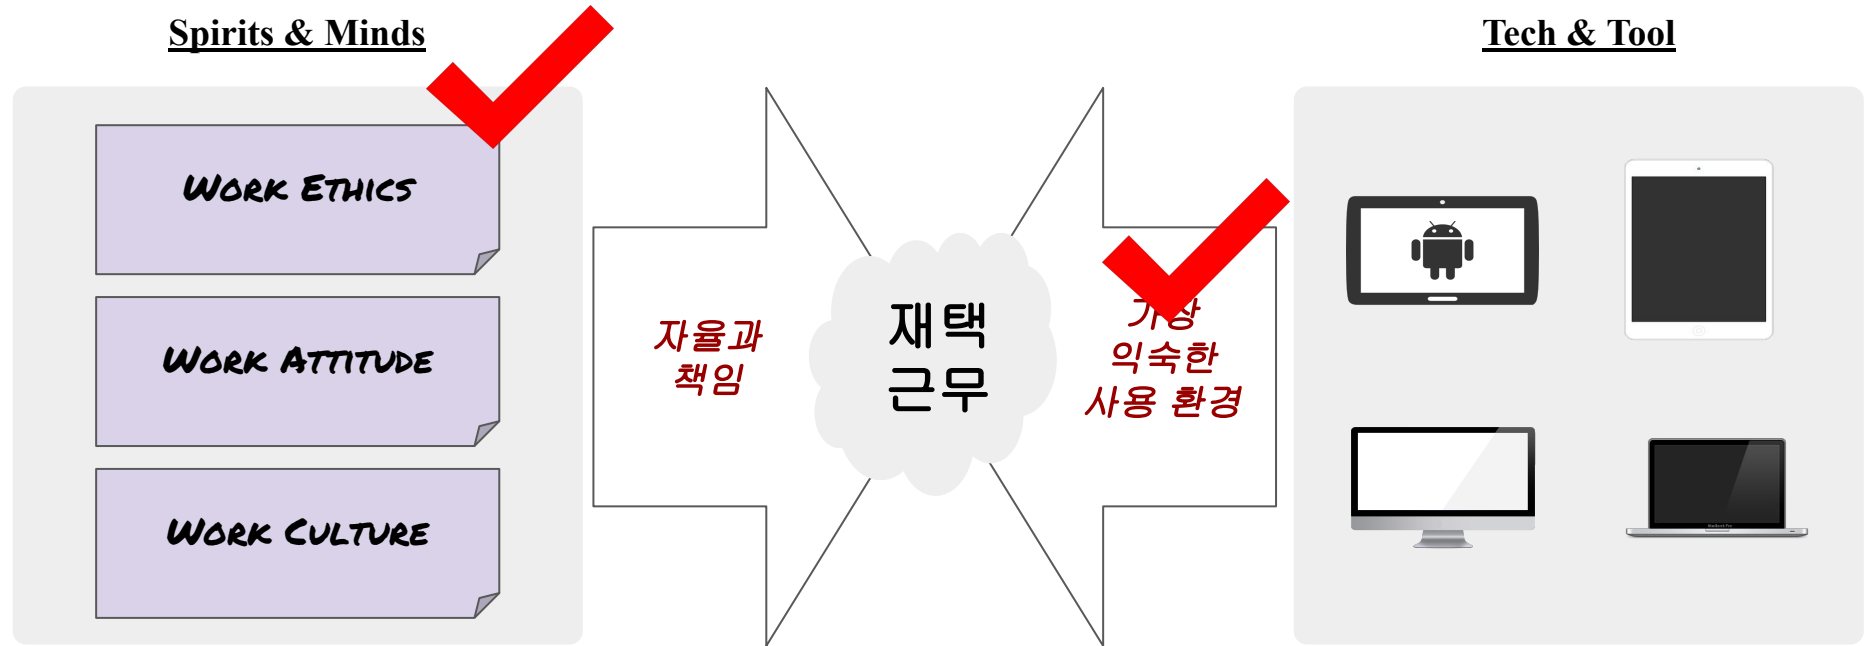 Spirits & Minds
Tech & Tool
WORK ETHICS
WORK ATTITUDE
WORK CULTURE
자율과
책임
재택
근무
가장
익숙한
사용 환경